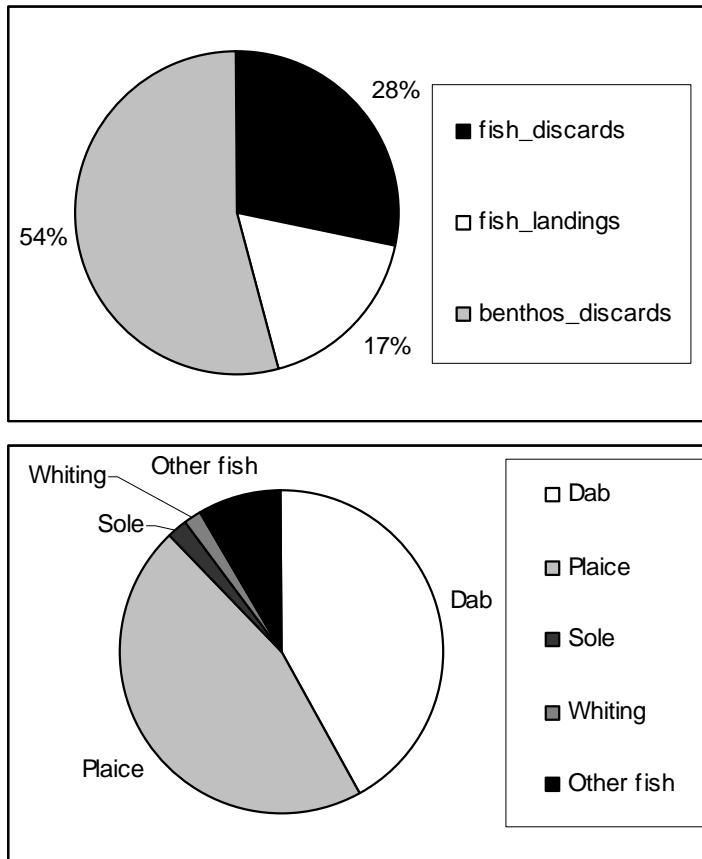 28%
54%
17%
fish_discards
fish_landings
benthos_discards
Other fish
Whiting
Sole
Dab
Plaice
Dab
Plaice
Sole
Whiting
Other fish